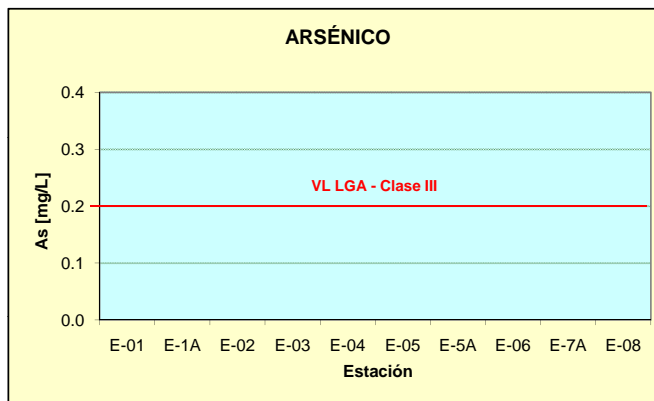 ARSÉNICO
0.4
0.3
VL LGA - Clase III
0.2
0.1
0.0
As [mg/L]
E-01 E-1A E-02 E-03 E-04 E-05 E-5A E-06 E-7A E-08
Estación